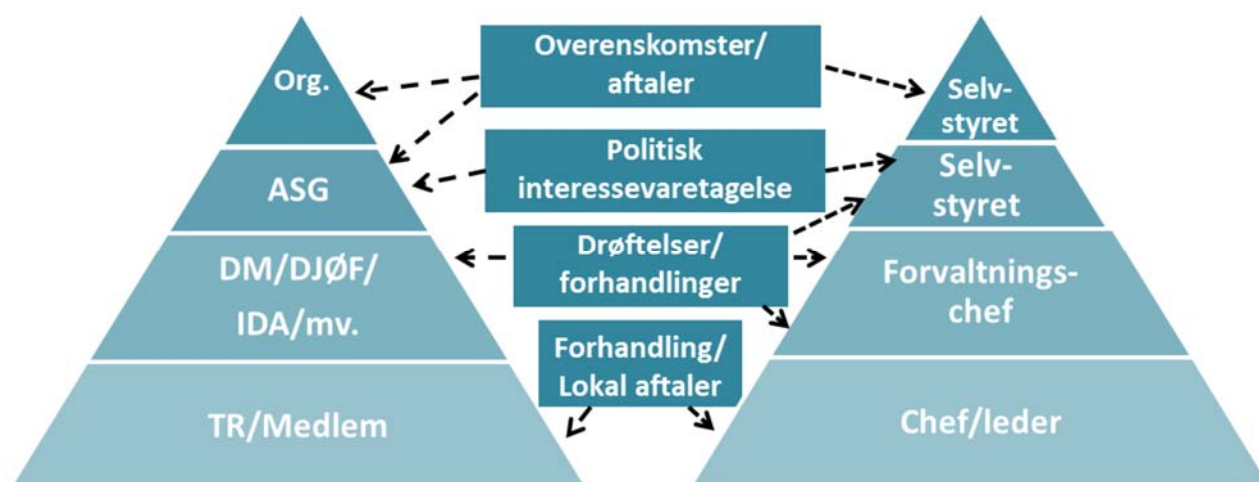 Org.
ASG
DM/DJØF/
IDA/mv.
TR/Medlem
Overenskomster/
aftaler
Politisk
interessevaretagelse
Drøftelser/
forhandlinger
Forhandling/
Lokal aftaler
Selv-
styret
Selv-
styret
Forvaltnings-
chef
Chef/leder